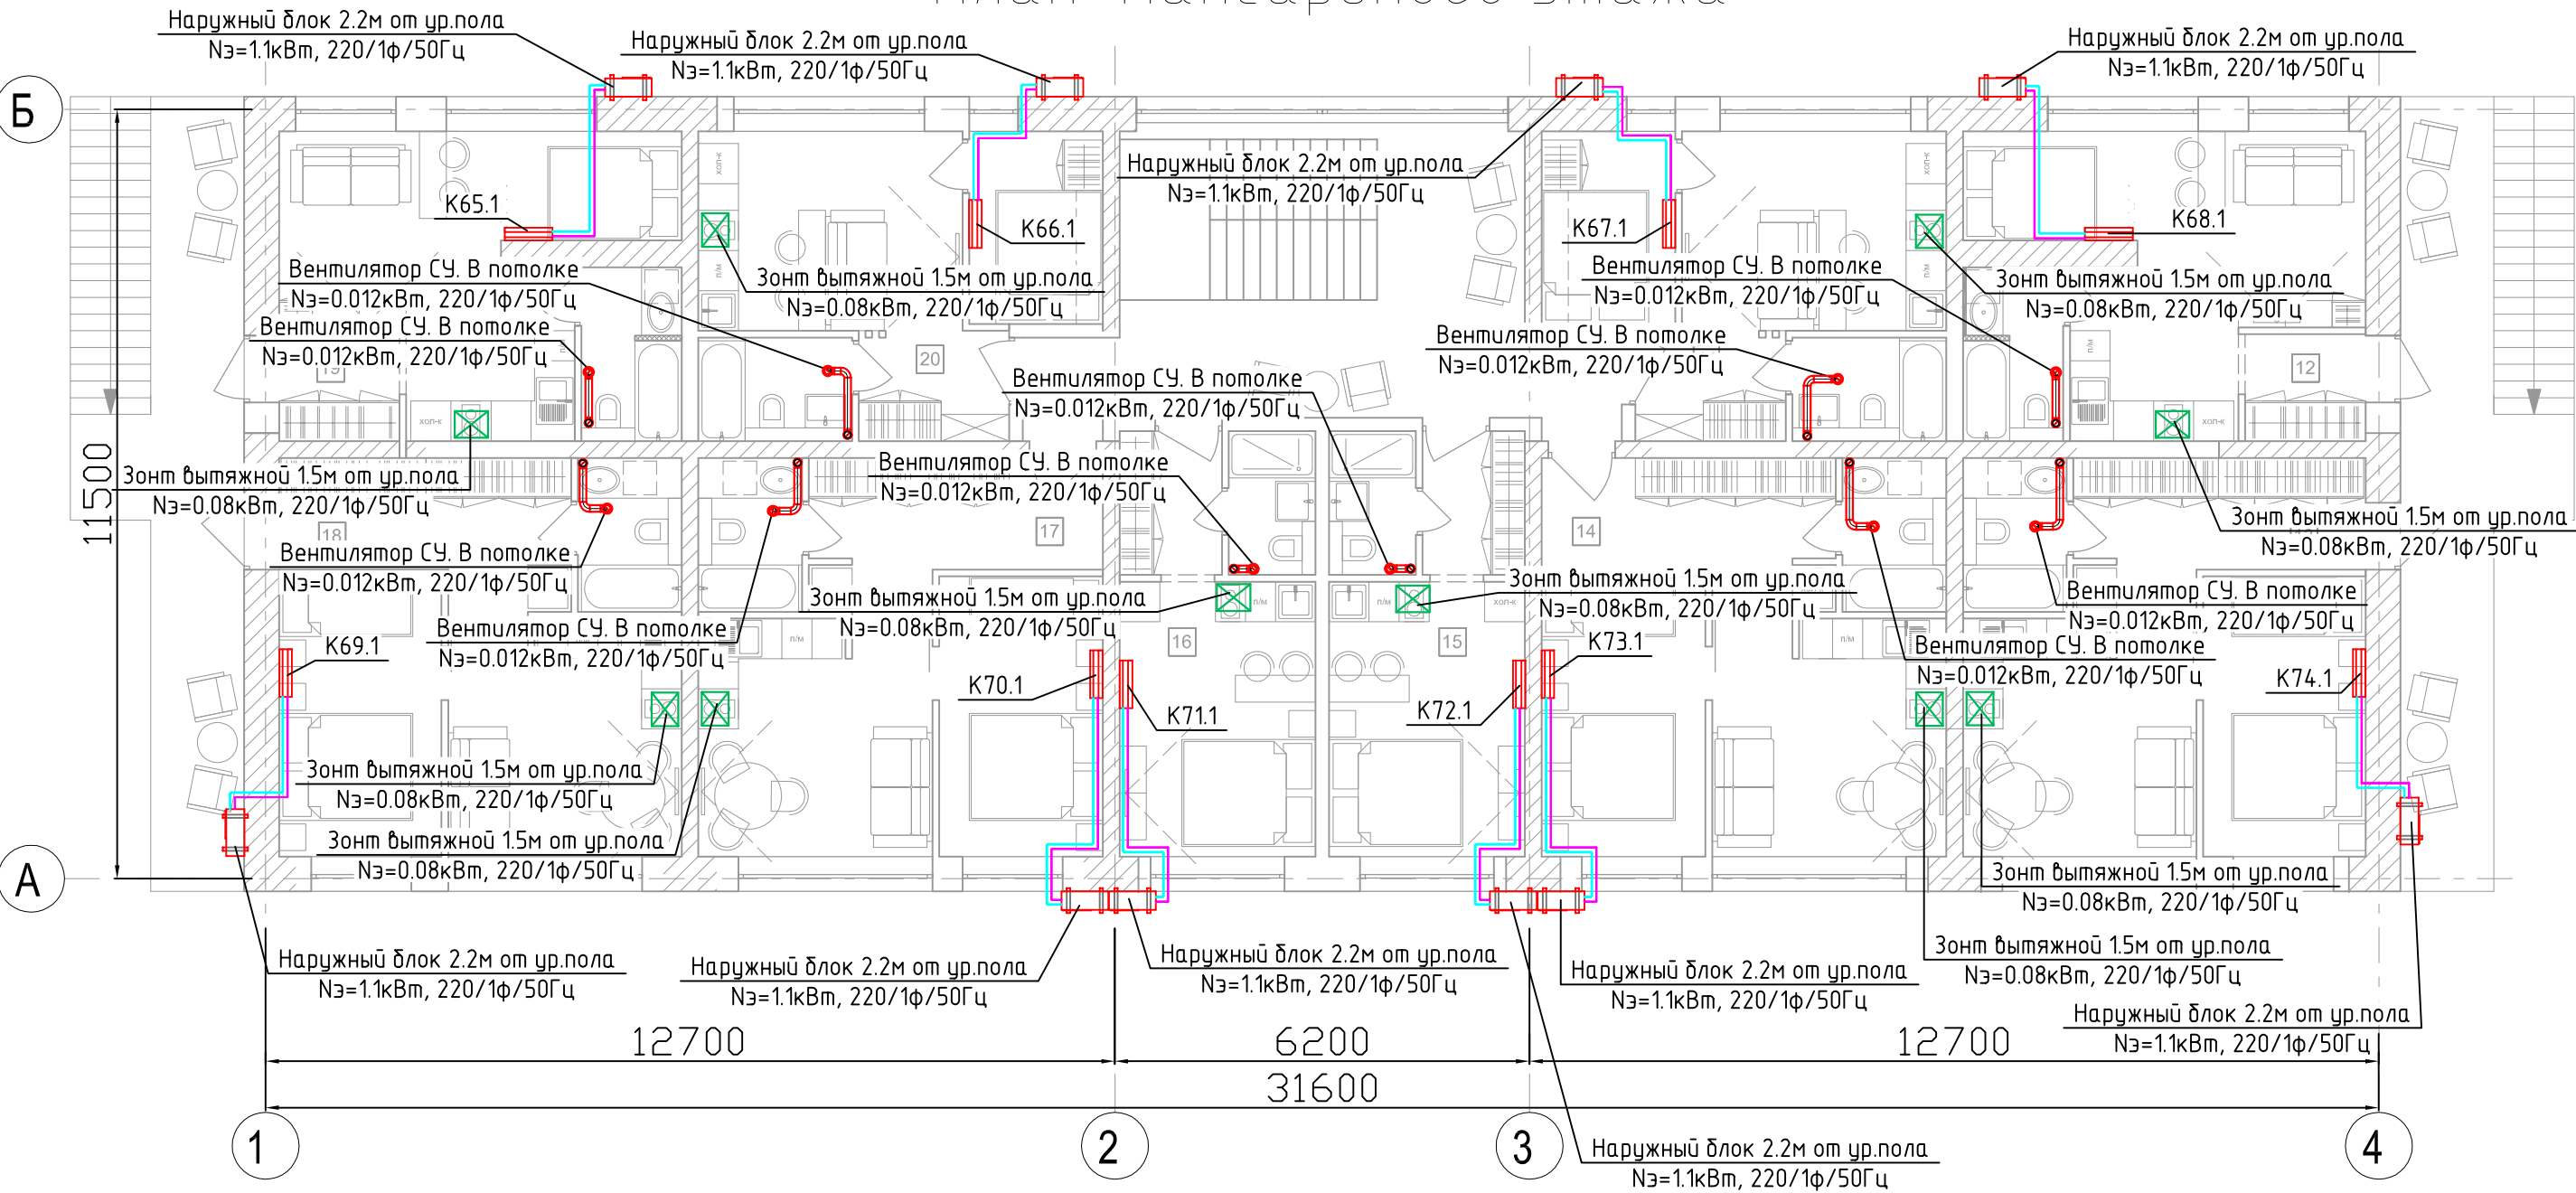 План мансардного этажа
Наружный блок 2.2м от ур.пола
Nэ=1.1кВт, 220/1ф/50Гц
Наружный блок 2.2м от ур.пола
Nэ=1.1кВт, 220/1ф/50Гц
Наружный блок 2.2м от ур.пола
Nэ=1.1кВт, 220/1ф/50Гц
Б
Наружный блок 2.2м от ур.пола
Nэ=1.1кВт, 220/1ф/50Гц
хол-к
хол-к
К65.1
К66.1
К67.1
К68.1
п/м
п/м
Вентилятор СУ. В потолке
Nэ=0.012кВт, 220/1ф/50Гц
Зонт вытяжной 1.5м от ур.пола
Nэ=0.08кВт, 220/1ф/50Гц
Вентилятор СУ. В потолке
Nэ=0.012кВт, 220/1ф/50Гц
Зонт вытяжной 1.5м от ур.пола
Nэ=0.08кВт, 220/1ф/50Гц
Вентилятор СУ. В потолке
Nэ=0.012кВт, 220/1ф/50Гц
Вентилятор СУ. В потолке
Nэ=0.012кВт, 220/1ф/50Гц
19
20
12
п/м
п/м
Вентилятор СУ. В потолке
Nэ=0.012кВт, 220/1ф/50Гц
хол-к
хол-к
11500
Зонт вытяжной 1.5м от ур.пола
Nэ=0.08кВт, 220/1ф/50Гц
Вентилятор СУ. В потолке
Nэ=0.012кВт, 220/1ф/50Гц
Зонт вытяжной 1.5м от ур.пола
Nэ=0.08кВт, 220/1ф/50Гц
18
17
14
Вентилятор СУ. В потолке
Nэ=0.012кВт, 220/1ф/50Гц
Зонт вытяжной 1.5м от ур.пола
Nэ=0.08кВт, 220/1ф/50Гц
п/м
п/м
хол-к
Зонт вытяжной 1.5м от ур.пола
Nэ=0.08кВт, 220/1ф/50Гц
Вентилятор СУ. В потолке
Nэ=0.012кВт, 220/1ф/50Гц
Вентилятор СУ. В потолке
Nэ=0.012кВт, 220/1ф/50Гц
п/м
16
15
п/м
Вентилятор СУ. В потолке
Nэ=0.012кВт, 220/1ф/50Гц
К69.1
К70.1
К71.1
К72.1
К73.1
К74.1
Зонт вытяжной 1.5м от ур.пола
Nэ=0.08кВт, 220/1ф/50Гц
Зонт вытяжной 1.5м от ур.пола
Nэ=0.08кВт, 220/1ф/50Гц
А
Зонт вытяжной 1.5м от ур.пола
Nэ=0.08кВт, 220/1ф/50Гц
Зонт вытяжной 1.5м от ур.пола
Nэ=0.08кВт, 220/1ф/50Гц
Наружный блок 2.2м от ур.пола
Nэ=1.1кВт, 220/1ф/50Гц
Наружный блок 2.2м от ур.пола
Nэ=1.1кВт, 220/1ф/50Гц
Наружный блок 2.2м от ур.пола
Nэ=1.1кВт, 220/1ф/50Гц
Наружный блок 2.2м от ур.пола
Nэ=1.1кВт, 220/1ф/50Гц
Наружный блок 2.2м от ур.пола
Nэ=1.1кВт, 220/1ф/50Гц
12700
6200
12700
31600
1
2
3
4
Наружный блок 2.2м от ур.пола
Nэ=1.1кВт, 220/1ф/50Гц